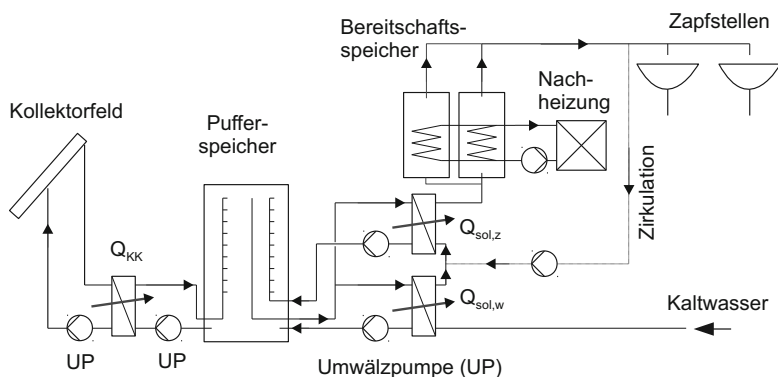 Bereitschafts-
speicher
Zapfstellen
Nach-
heizung
Kollektorfeld
Puffer-
speicher
Zirkulation
Q_KK
Q_sol,z
Q_sol,w
Kaltwasser
UP
UP
Umwälzpumpe (UP)